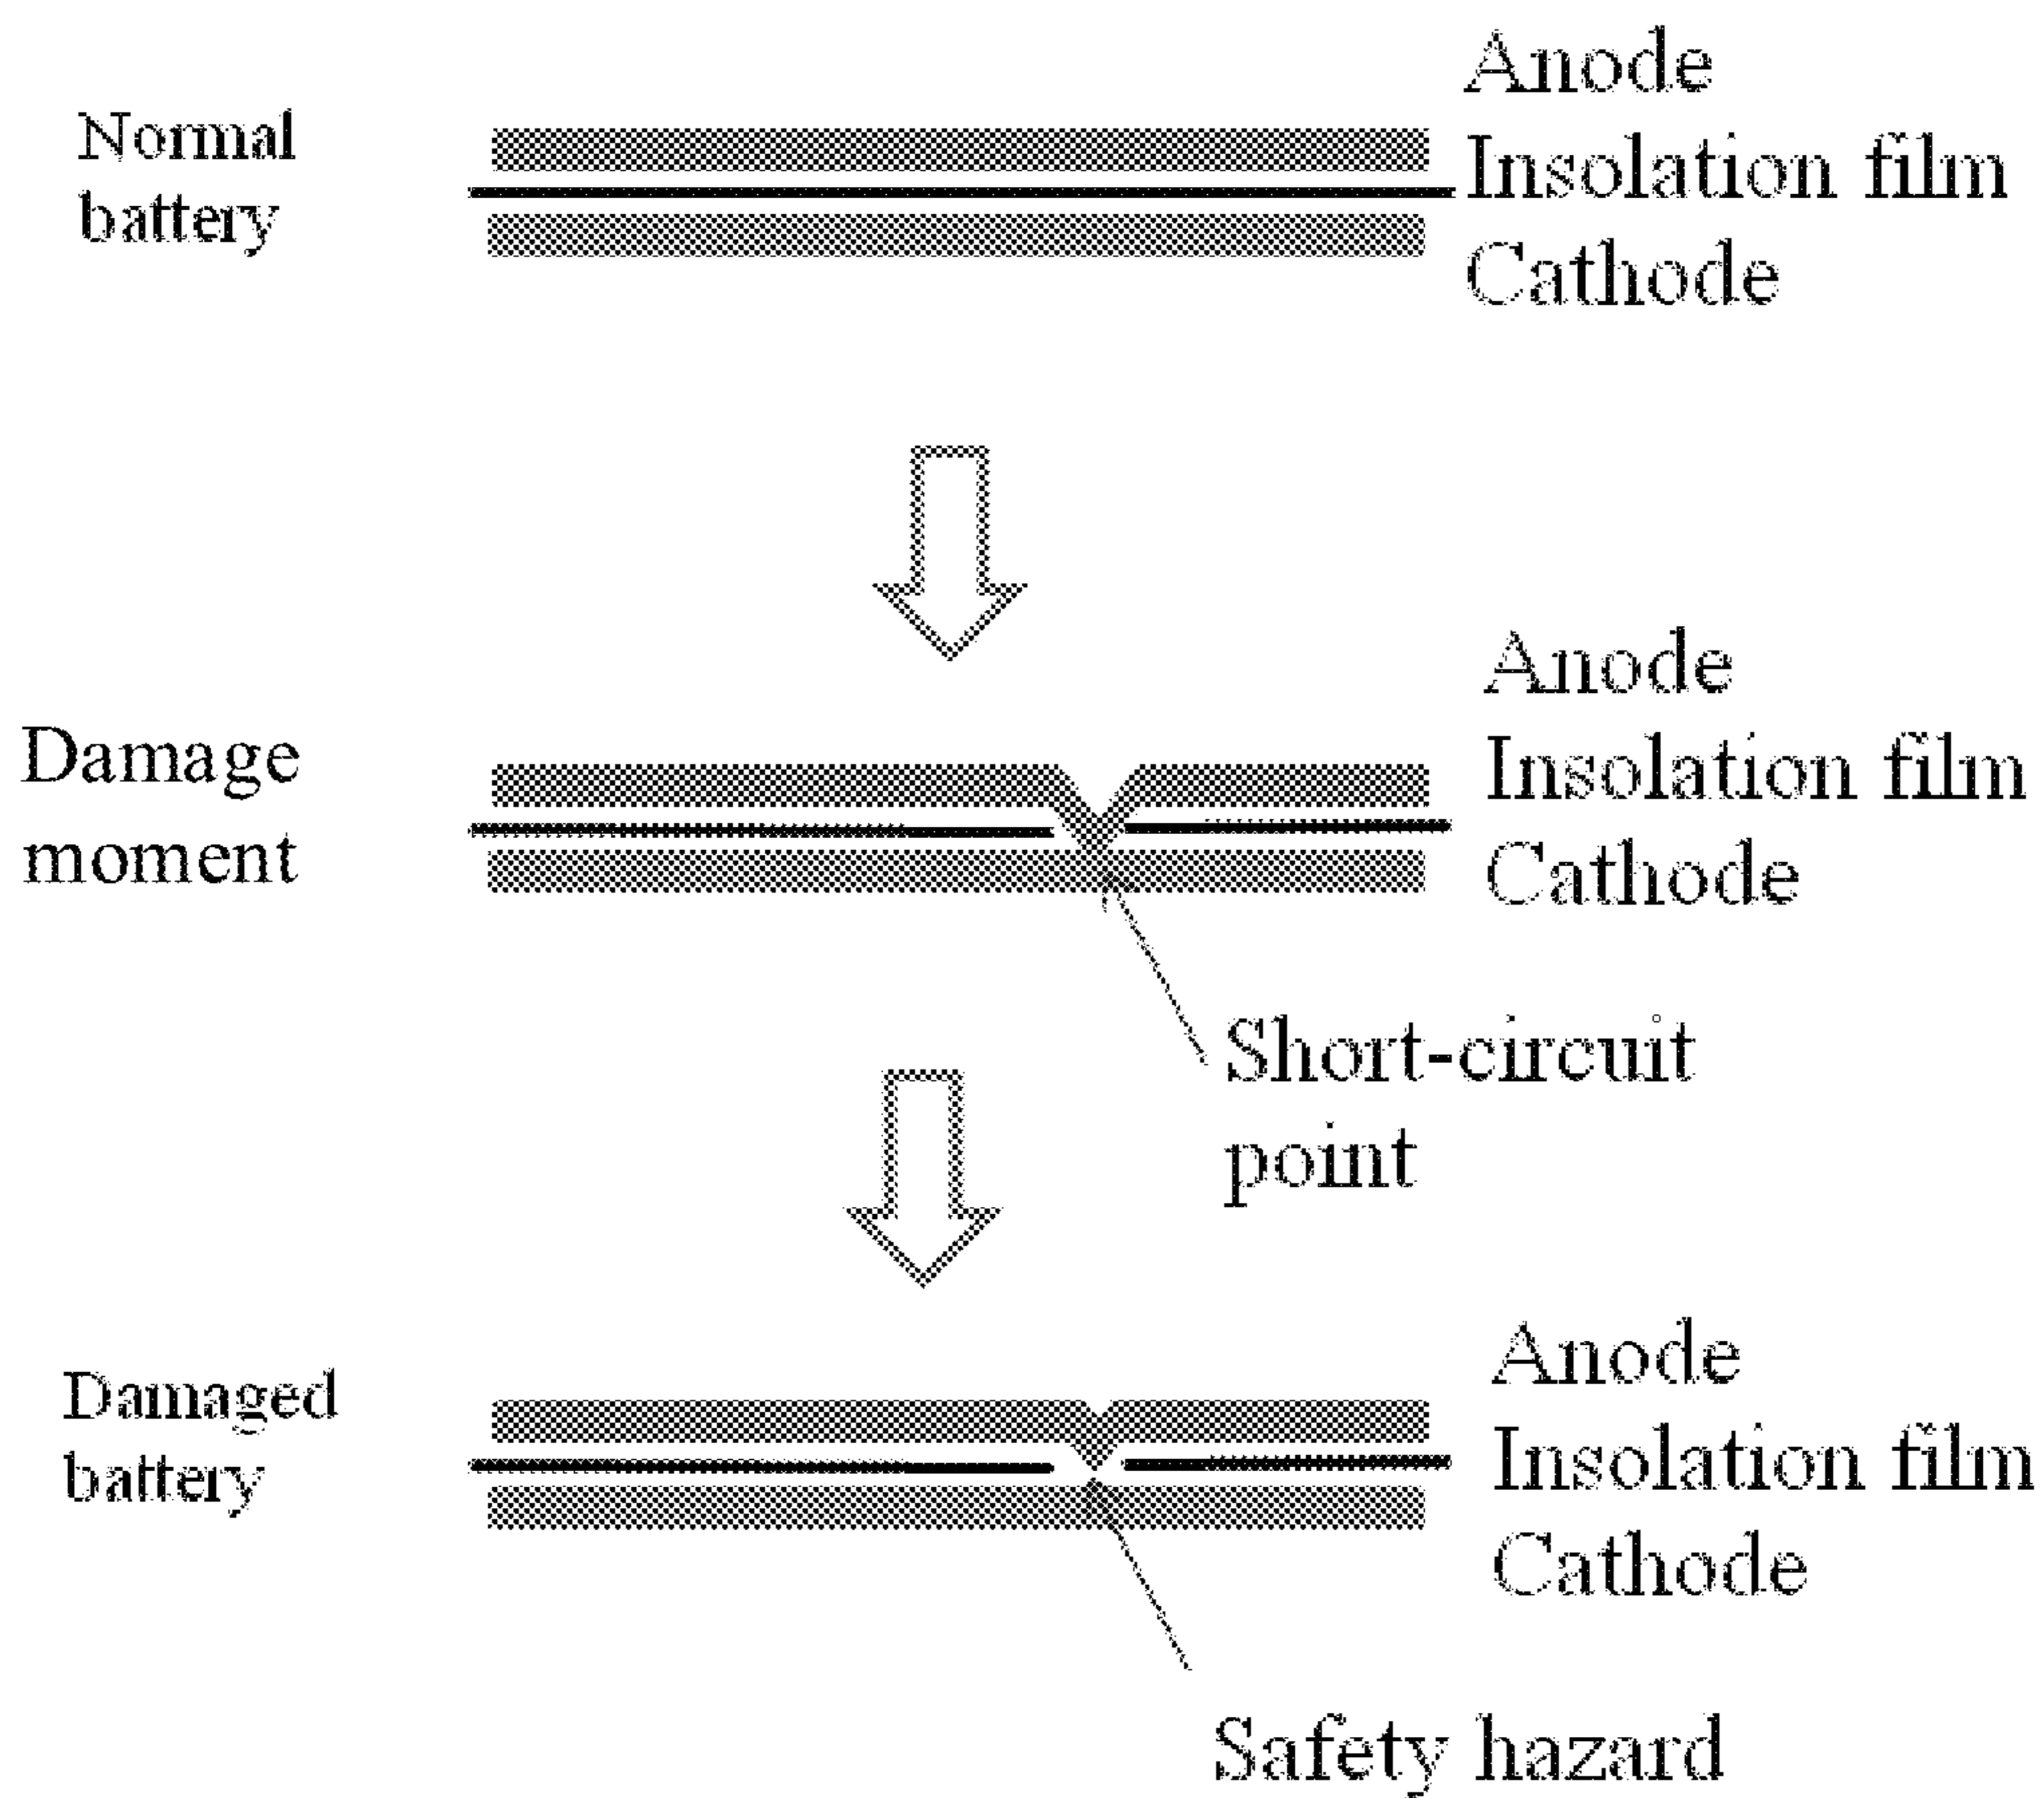 Normal
battery
Anode
Insolation film
Cathode
Damage
moment
Anode
Insolation film
Cathode
Short-circuit
point
Damaged
battery
Anode
Insolation film
Cathode
Safety hazard